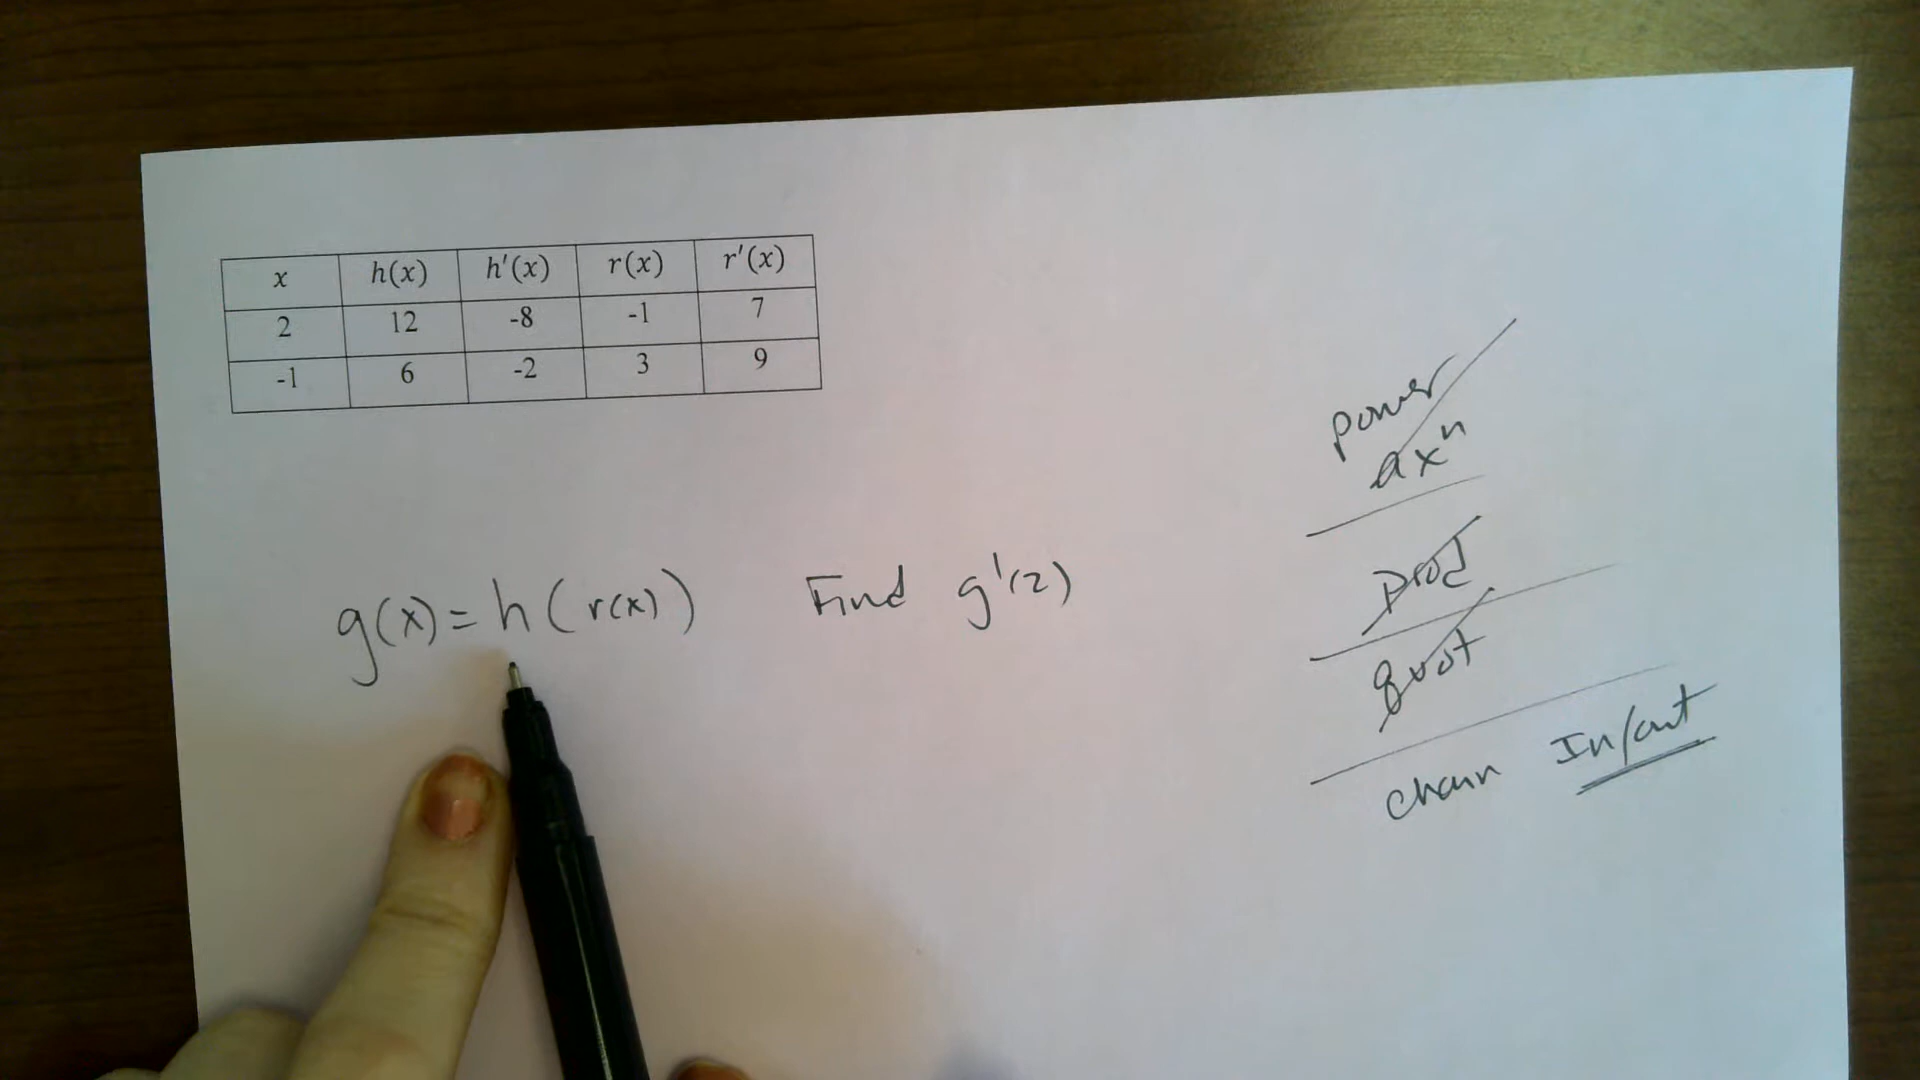 x h(x) h'(x) r(x) r'(x)
2 12 -8 -1 7
-1 6 -2 3 9
g(x) = h(r(x)) Find g'(2)
power
ax^n
prod
quot
chain In/out